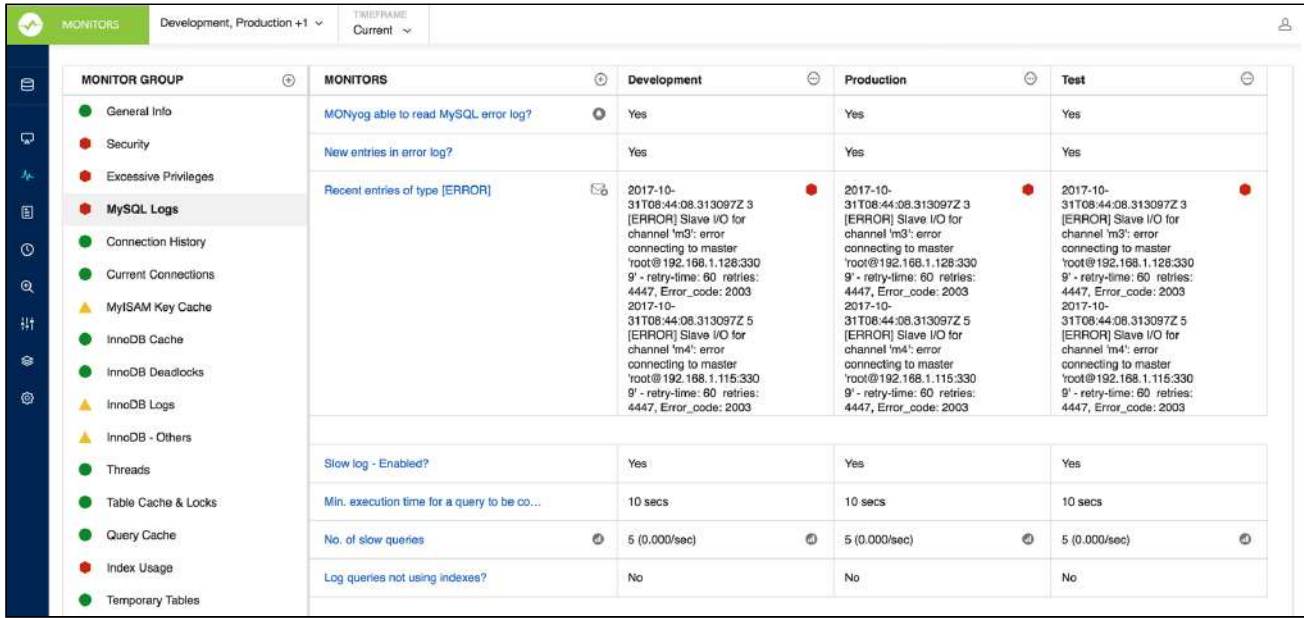 MONITORS
Development, Production +1
TIMEFRAME
Current
MONITOR GROUP
General Info
Security
Excessive Privileges
MySQL Logs
Connection History
Current Connections
MyISAM Key Cache
InnoDB Cache
InnoDB Deadlocks
InnoDB Logs
InnoDB - Others
Threads
Table Cache & Locks
Query Cache
Index Usage
Temporary Tables
MONITORS
Development
Production
Test
MONyog able to read MySQL error log?
Yes
Yes
Yes
New entries in error log?
Yes
Yes
Yes
Recent entries of type [ERROR]
2017-10-
31T08:44:08.313097Z 3
[ERROR] Slave I/O for
channel 'm3': error
connecting to master
'root@192.168.1.128:330
9' - retry-time: 60 retries:
4447, Error_code: 2003
2017-10-
31T08:44:08.313097Z 5
[ERROR] Slave I/O for
channel 'm4': error
connecting to master
'root@192.168.1.115:330
9' - retry-time: 60 retries:
4447, Error_code: 2003
2017-10-
31T08:44:08.313097Z 3
[ERROR] Slave I/O for
channel 'm3': error
connecting to master
'root@192.168.1.128:330
9' - retry-time: 60 retries:
4447, Error_code: 2003
2017-10-
31T08:44:08.313097Z 5
[ERROR] Slave I/O for
channel 'm4': error
connecting to master
'root@192.168.1.115:330
9' - retry-time: 60 retries:
4447, Error_code: 2003
2017-10-
31T08:44:08.313097Z 3
[ERROR] Slave I/O for
channel 'm3': error
connecting to master
'root@192.168.1.128:330
9' - retry-time: 60 retries:
4447, Error_code: 2003
2017-10-
31T08:44:08.313097Z 5
[ERROR] Slave I/O for
channel 'm4': error
connecting to master
'root@192.168.1.115:330
9' - retry-time: 60 retries:
4447, Error_code: 2003
Slow log - Enabled?
Yes
Yes
Yes
Min. execution time for a query to be co...
10 secs
10 secs
10 secs
No. of slow queries
5 (0.000/sec)
5 (0.000/sec)
5 (0.000/sec)
Log queries not using indexes?
No
No
No